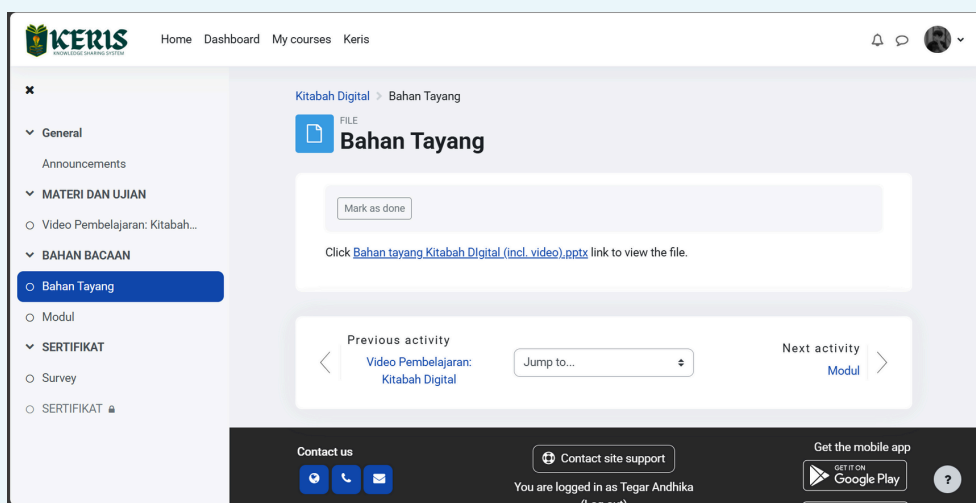 KERIS
KNOWLEDGE SHARING SYSTEM
Home Dashboard My courses Keris
General
Announcements
MATERI DAN UJIAN
Video Pembelajaran: Kitabah...
BAHAN BACAAN
Bahan Tayang
Modul
SERTIFIKAT
Survey
SERTIFIKAT
Kitabah Digital > Bahan Tayang
FILE
Bahan Tayang
Mark as done
Click Bahan tayang Kitabah DIgital (incl. video).pptx link to view the file.
Previous activity
Video Pembelajaran:
Kitabah Digital
Jump to...
Next activity
Modul
Contact us
Contact site support
You are logged in as Tegar Andhika
(Log out)
Get the mobile app
GET IT ON
Google Play
?